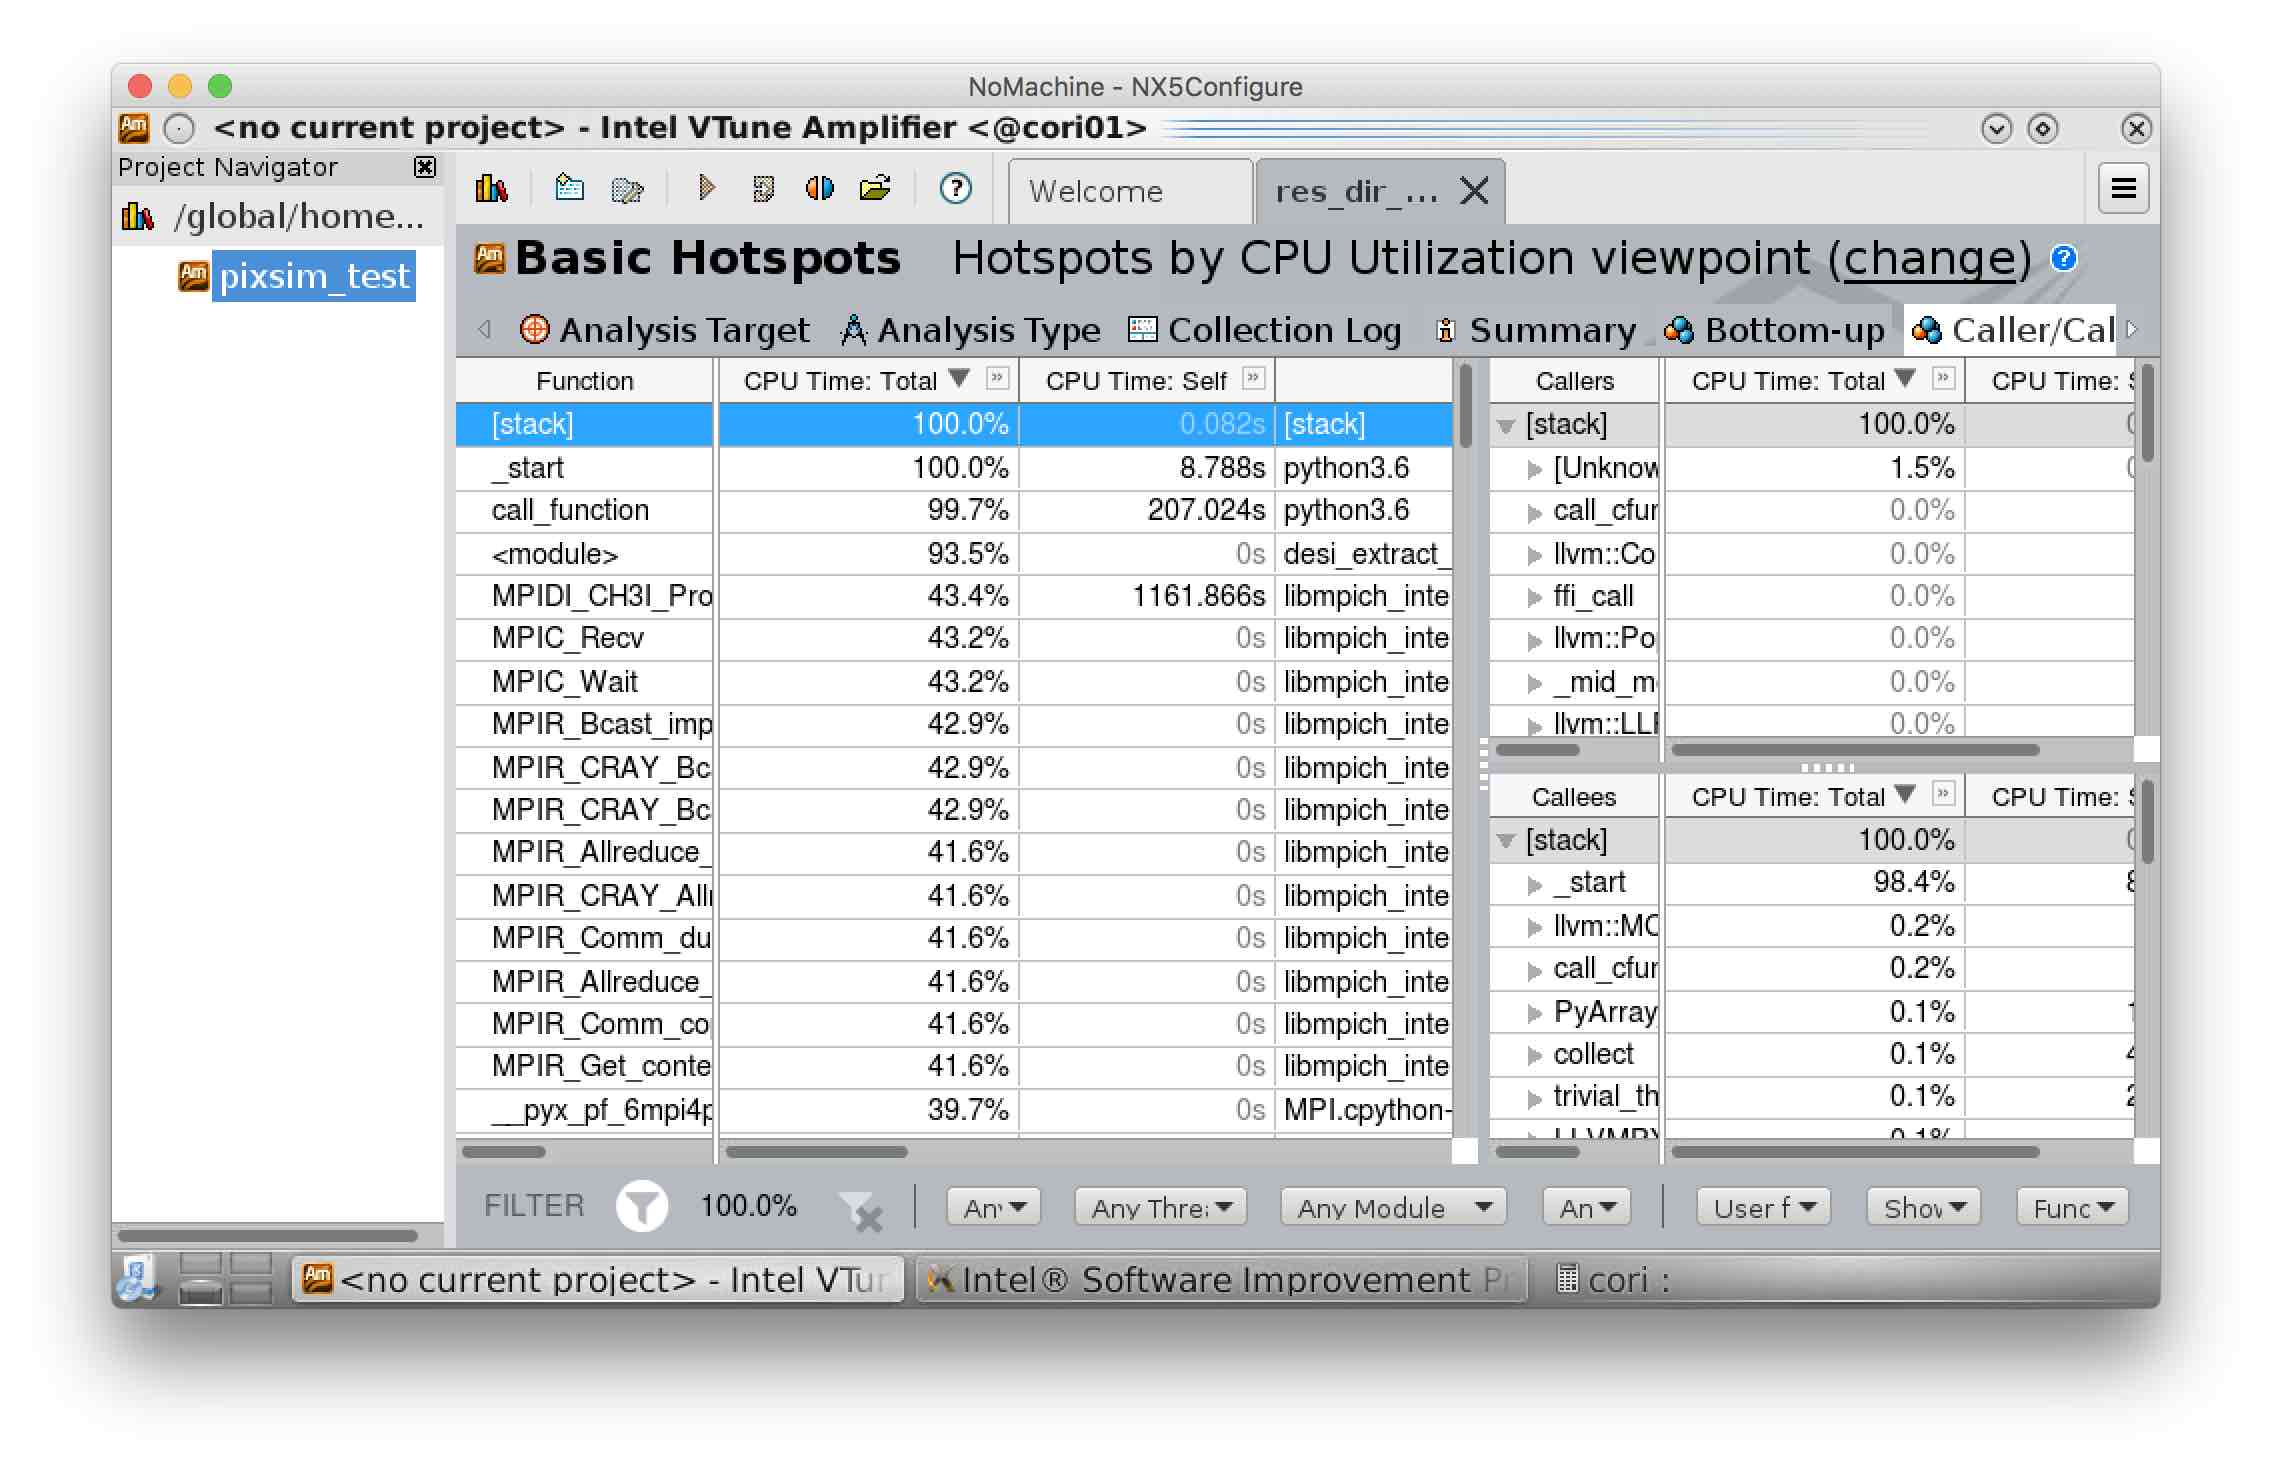 NoMachine - NX5Configure
<no current project> - Intel VTune Amplifier <@cori01>
Project Navigator
/global/home...
pixsim_test
Welcome
res_dir_...
Basic Hotspots Hotspots by CPU Utilization viewpoint (change)
Analysis Target Analysis Type Collection Log Summary Bottom-up Caller/Cal
Function CPU Time: Total CPU Time: Self
[stack] 100.0% 0.082s [stack]
_start 100.0% 8.788s python3.6
call_function 99.7% 207.024s python3.6
<module> 93.5% 0s desi_extract_
MPIDI_CH3I_Pro 43.4% 1161.866s libmpich_inte
MPIC_Recv 43.2% 0s libmpich_inte
MPIC_Wait 43.2% 0s libmpich_inte
MPIR_Bcast_imp 42.9% 0s libmpich_inte
MPIR_CRAY_Bc 42.9% 0s libmpich_inte
MPIR_CRAY_Bc 42.9% 0s libmpich_inte
MPIR_Allreduce_ 41.6% 0s libmpich_inte
MPIR_CRAY_All 41.6% 0s libmpich_inte
MPIR_Comm_du 41.6% 0s libmpich_inte
MPIR_Allreduce_ 41.6% 0s libmpich_inte
MPIR_Comm_co 41.6% 0s libmpich_inte
MPIR_Get_conte 41.6% 0s libmpich_inte
__pyx_pf_6mpi4p 39.7% 0s MPI.cpython-
Callers CPU Time: Total CPU Time:
[stack] 100.0%
[Unknow 1.5%
call_cfur 0.0%
llvm::Co 0.0%
ffi_call 0.0%
llvm::Po 0.0%
_mid_m 0.0%
llvm::LLI 0.0%
Callees CPU Time: Total CPU Time:
[stack] 100.0%
_start 98.4%
llvm::MC 0.2%
call_cfur 0.2%
PyArray 0.1%
collect 0.1%
trivial_th 0.1%
FILTER 100.0% Any Any Thre Any Module An User f Show Func
<no current project> - Intel VTur Intel® Software Improvement Pr cori :